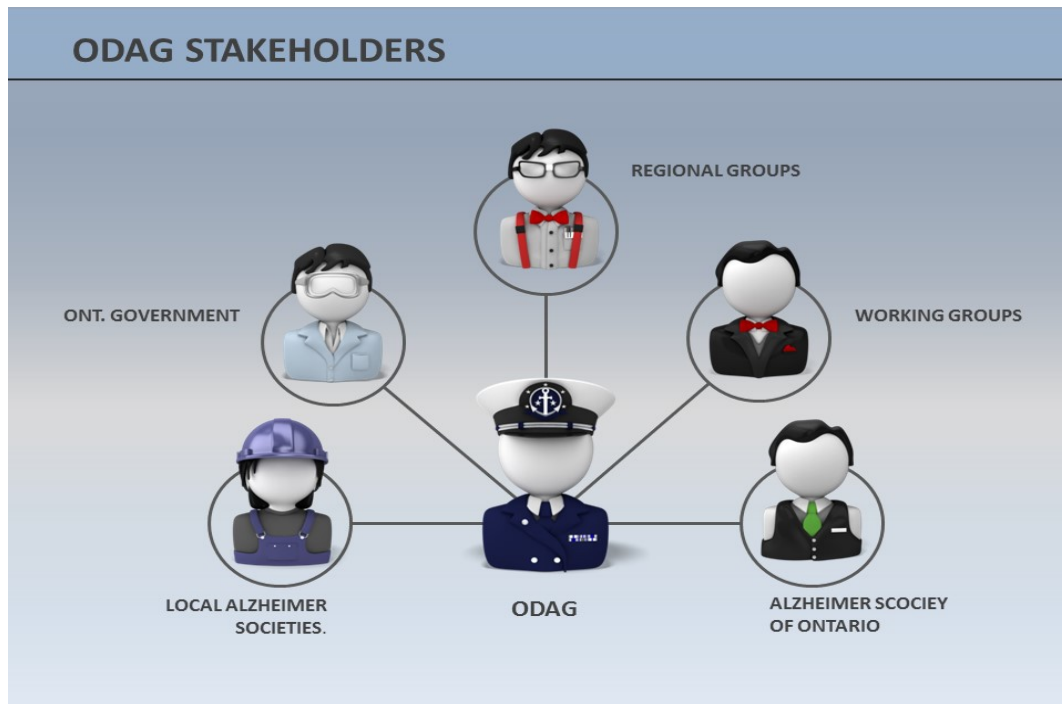 ODAG STAKEHOLDERS
REGIONAL GROUPS
ONT. GOVERNMENT
WORKING GROUPS
LOCAL ALZHEIMER
SOCIETIES.
ODAG
ALZHEIMER SCOCIEY
OF ONTARIO